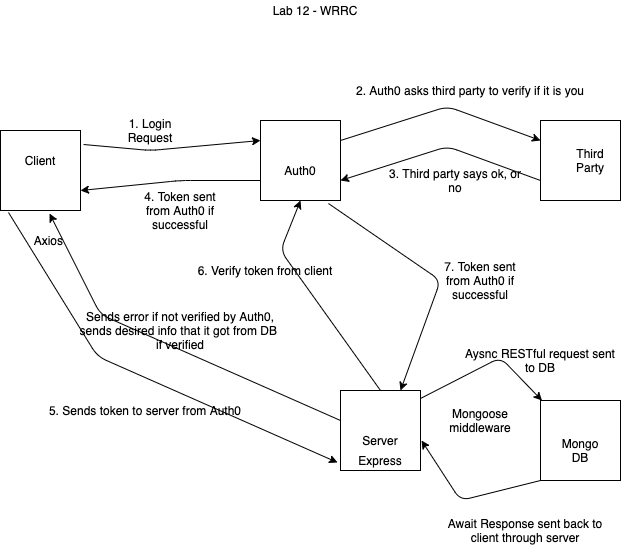 Lab 12 - WRRC
2. Auth0 asks third party to verify if it is you
1. Login
Request
Client
Auth0
Third
Party
3. Third party says ok, or
no
4. Token sent
from Auth0 if
successful
Axios
6. Verify token from client
7. Token sent
from Auth0 if
successful
Sends error if not verified by Auth0,
sends desired info that it got from DB
if verified
Aysnc RESTful request sent
to DB
5. Sends token to server from Auth0
Mongoose
middleware
Server
Express
Mongo
DB
Await Response sent back to
client through server